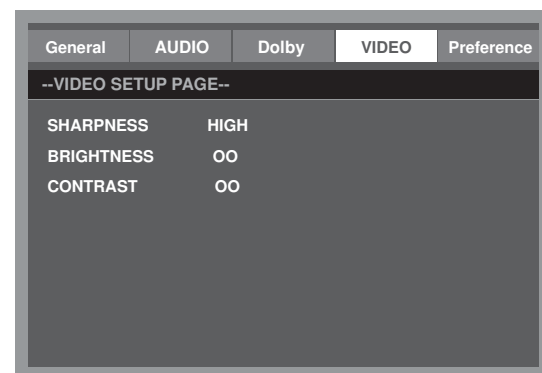 General AUDIO Dolby VIDEO Preference
--VIDEO SETUP PAGE--
SHARPNESS HIGH
BRIGHTNESS OO
CONTRAST OO